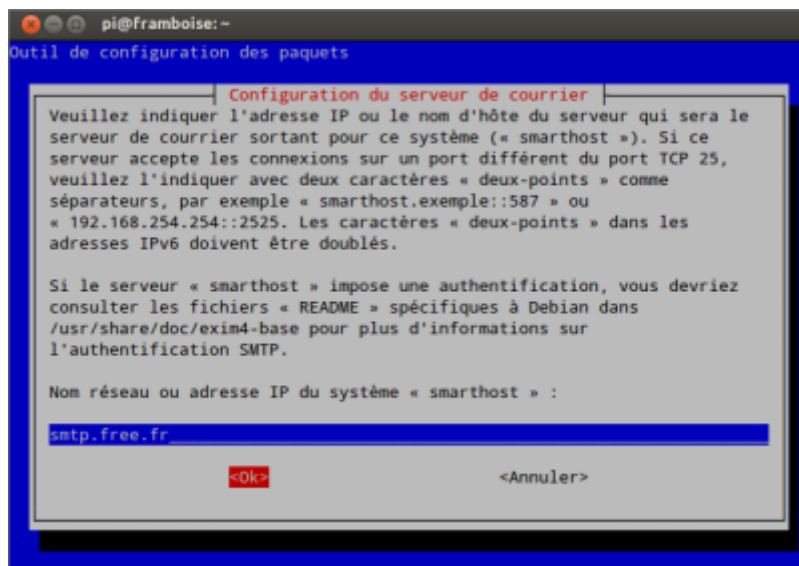 pi@framboise: ~
Outil de configuration des paquets
Configuration du serveur de courrier
Veuillez indiquer l'adresse IP ou le nom d'hôte du serveur qui sera le
serveur de courrier sortant pour ce système (« smarthost »). Si ce
serveur accepte les connexions sur un port différent du port TCP 25,
veuillez l'indiquer avec deux caractères « deux-points » comme
séparateurs, par exemple « smarthost.exemple::587 » ou
« 192.168.254.254::2525. Les caractères « deux-points » dans les
adresses IPv6 doivent être doublés.
Si le serveur « smarthost » impose une authentification, vous devriez
consulter les fichiers « README » spécifiques à Debian dans
/usr/share/doc/exim4-base pour plus d'informations sur
l'authentification SMTP.
Nom réseau ou adresse IP du système « smarthost » :
smtp.free.fr
<Ok> <Annuler>